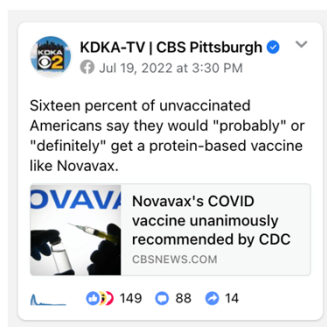 KDKA-TV | CBS Pittsburgh
Jul 19, 2022 at 3:30 PM
Sixteen percent of unvaccinated
Americans say they would "probably" or
"definitely" get a protein-based vaccine
like Novavax.
OVAVA
Novavax's COVID
vaccine unanimously
recommended by CDC
CBSNEWS.COM
149 88 14